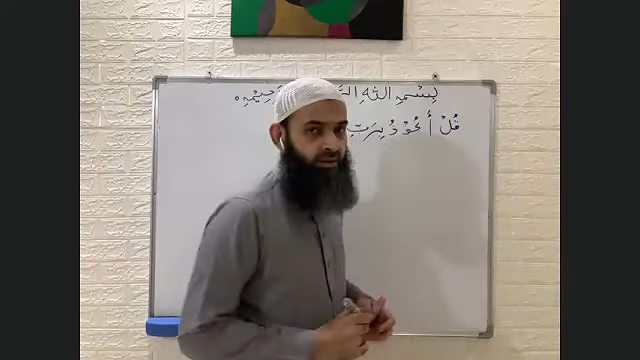 بِسْمِ اللّٰهِ حِيْمِ ه
قُلْ أَعُوْذُ بِرَبِّ